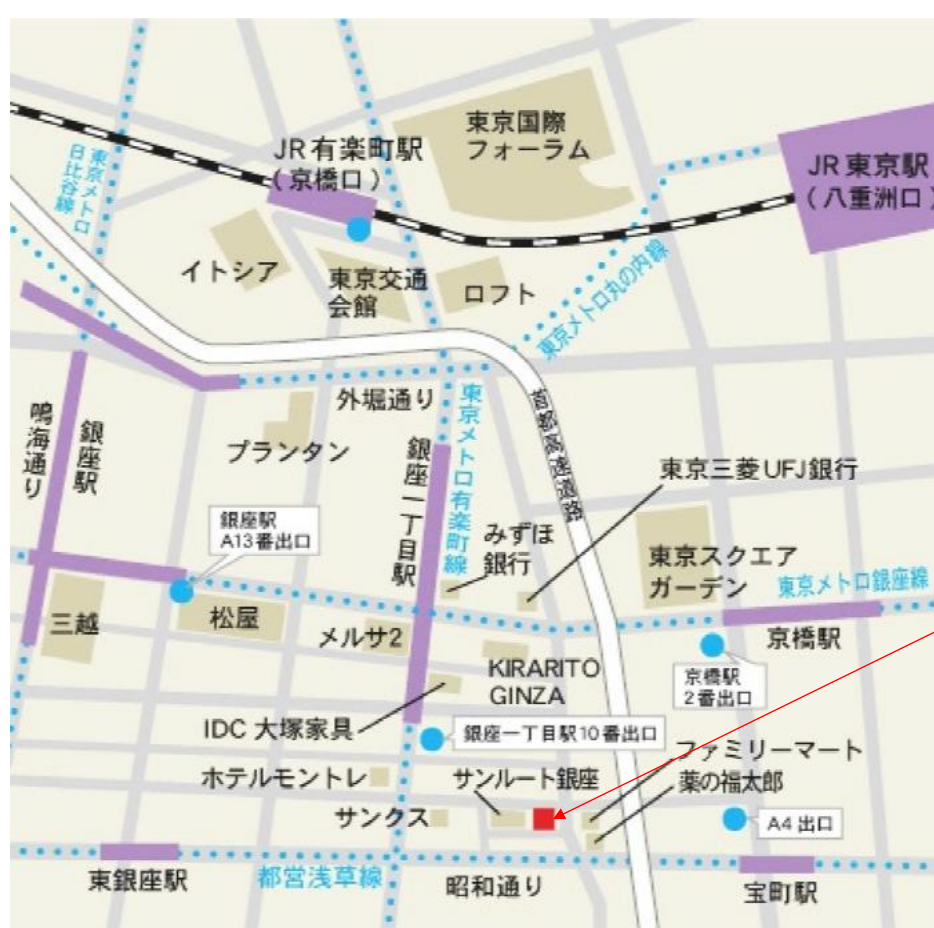 東京国際
フォーラム
JR有楽町駅
(京橋口)
JR東京駅
(八重洲口)
東京メトロ
日比谷線
イトシア
東京交通
会館
ロフト
東京メトロ丸の内線
外堀通り
首都高速道路
東京メトロ有楽町線
鳴海通り
銀座駅
プランタン
銀座一丁目駅
東京三菱UFJ銀行
銀座駅
A13番出口
みずほ
銀行
東京スクエア
ガーデン
東京メトロ銀座線
三越
松屋
メルサ2
京橋駅
KIRARITO
GINZA
京橋駅
2番出口
IDC 大塚家具
銀座一丁目駅10番出口
ファミリーマート
ホテルモントレ
サンルート銀座
薬の福太郎
サンクス
A4出口
東銀座駅
都営浅草線
昭和通り
宝町駅